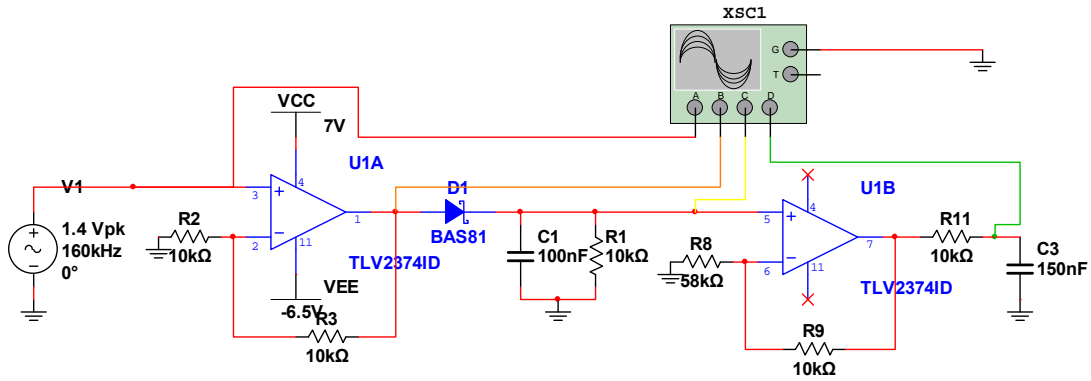 XSC1
G
T
A B C D
VCC
7V
U1A
V1
3
4
1
2
11
1.4 Vpk
160kHz
0°
R2
10kΩ
TLV2374ID
VEE
-6.5V
R3
10kΩ
D1
BAS81
C1
100nF
R1
10kΩ
U1B
5
4
7
6
11
R8
58kΩ
TLV2374ID
R9
10kΩ
R11
10kΩ
C3
150nF